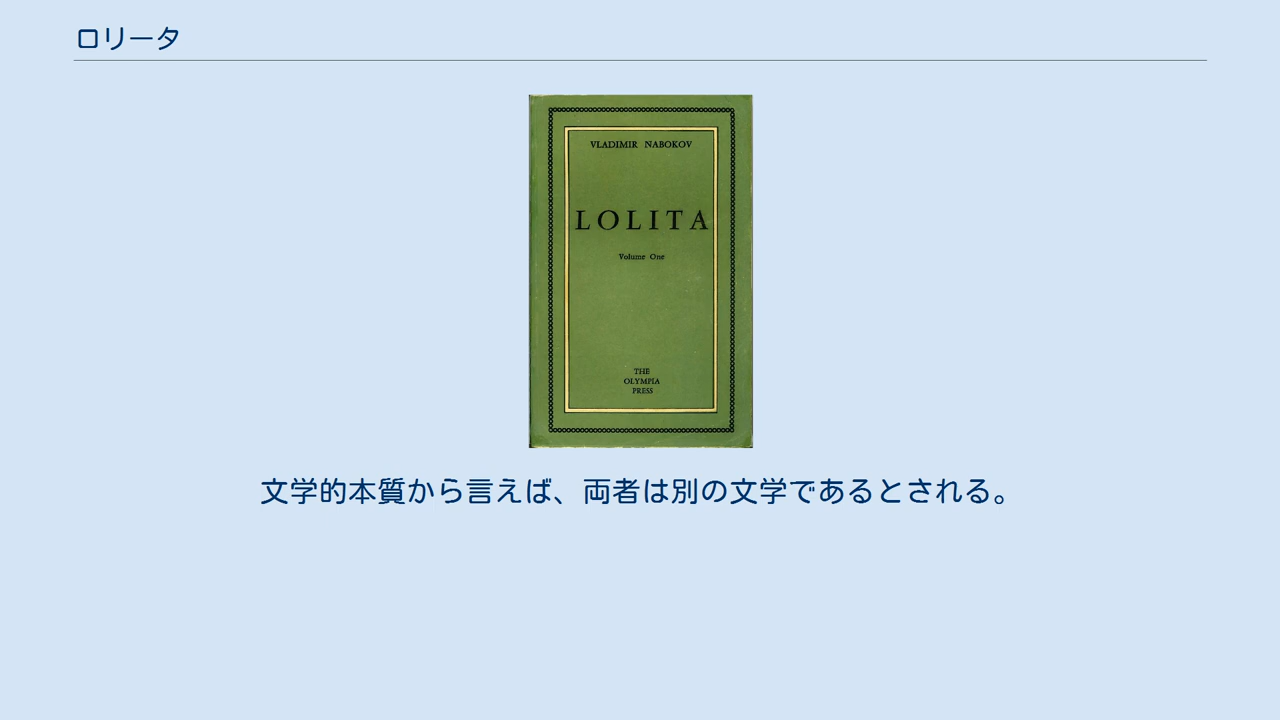 ロリータ
VLADIMIR NABOKOV
LOLITA
Volume One
THE
OLYMPIA
PRESS
文学的本質から言えば、両者は別の文学であるとされる。